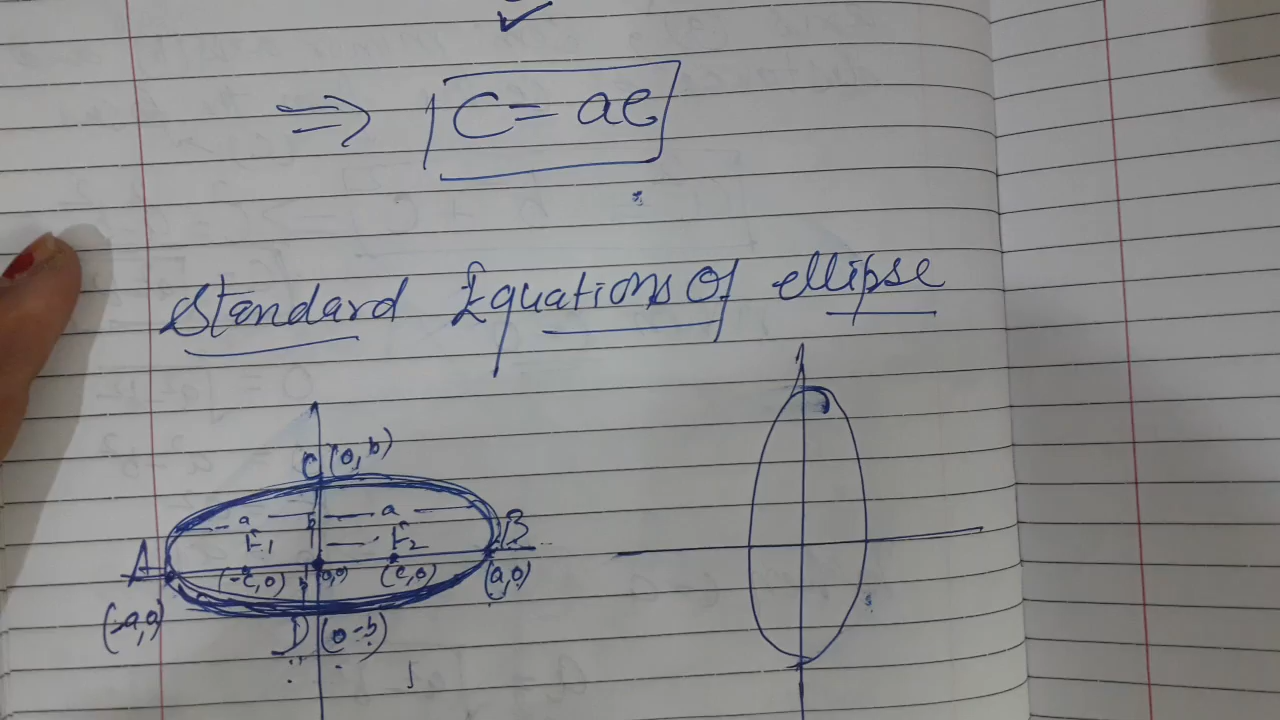 ⇒ C = ae
Standard Equations Of ellipse
C (0, b)
a b a
F1 F2 B
A (-c, 0) 0,0 (c, 0) (a, 0)
(-a, 0)
D (0 -b)